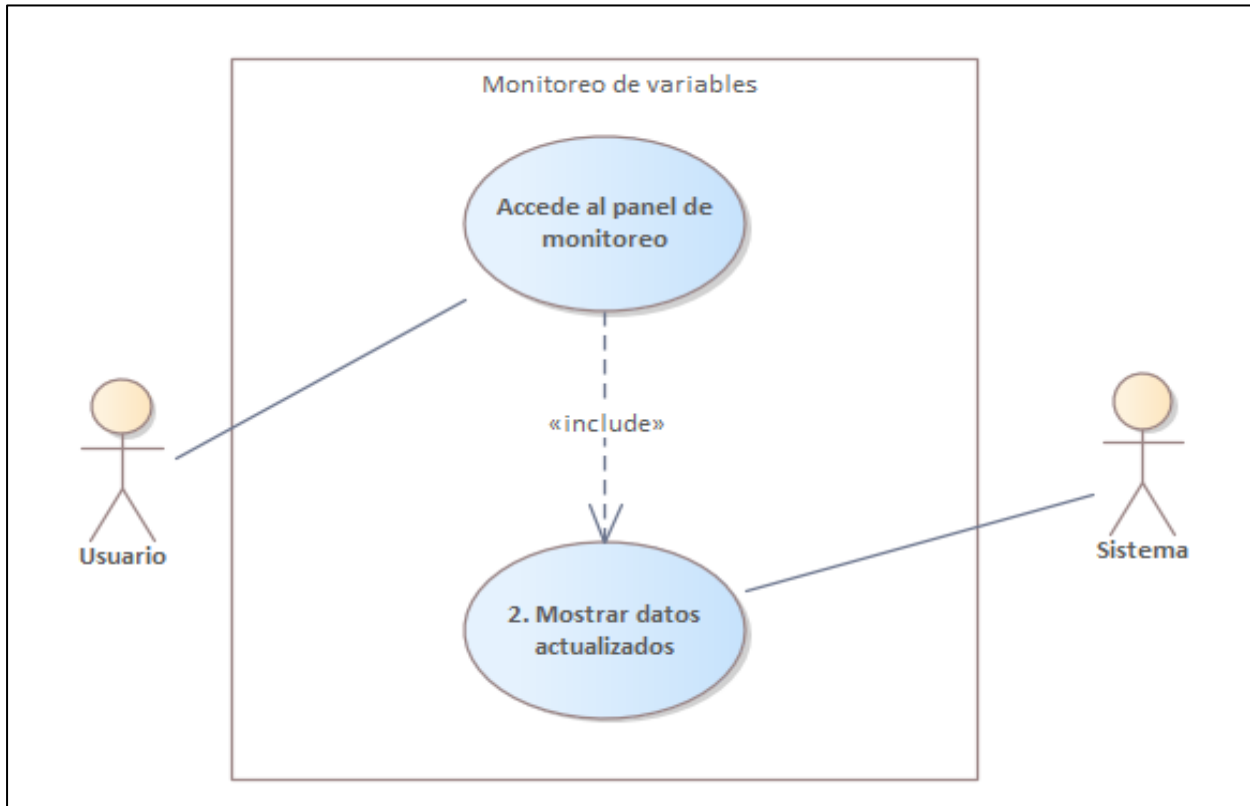 Monitoreo de variables
Accede al panel de
monitoreo
«include»
Usuario
Sistema
2. Mostrar datos
actualizados